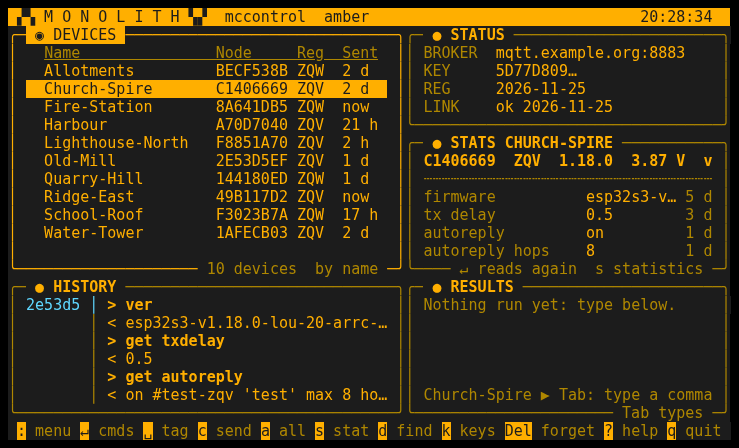 MONOLITH mccontrol amber 20:28:34
◉ DEVICES
Name Node Reg Sent
Allotments BECF538B ZQW 2 d
Church-Spire C1406669 ZQV 2 d
Fire-Station 8A641DB5 ZQW now
Harbour A70D7040 ZQV 21 h
Lighthouse-North F8851A70 ZQV 2 h
Old-Mill 2E53D5EF ZQV 1 d
Quarry-Hill 144180ED ZQW 1 d
Ridge-East 49B117D2 ZQV now
School-Roof F3023B7A ZQW 17 h
Water-Tower 1AFECB03 ZQV 2 d
10 devices by name
● STATUS
BROKER mqtt.example.org:8883
KEY 5D77D809…
REG 2026-11-25
LINK ok 2026-11-25
● STATS CHURCH-SPIRE
C1406669 ZQV 1.18.0 3.87 V v
firmware esp32s3-v… 5 d
tx delay 0.5 3 d
autoreply on 1 d
autoreply hops 8 1 d
↵ reads again s statistics
● HISTORY
2e53d5 │ > ver
< esp32s3-v1.18.0-lou-20-arrc-…
> get txdelay
< 0.5
> get autoreply
< on #test-zqv 'test' max 8 ho…
● RESULTS
Nothing run yet: type below.
Church-Spire ▶ Tab: type a comma
Tab types
: menu ↵ cmds ␣ tag c send a all s stat d find k keys Del forget ? help q quit